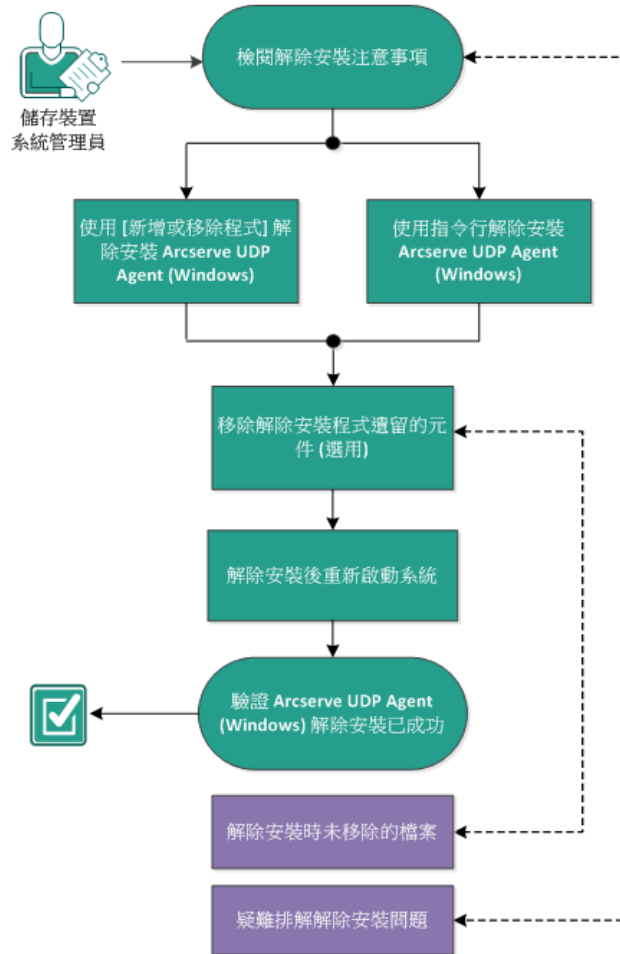 檢閱解除安裝注意事項
儲存裝置
系統管理員
使用 [新增或移除程式] 解
除安裝 Arcserve UDP
Agent (Windows)
使用指令行解除安裝
Arcserve UDP Agent
(Windows)
移除解除安裝程式遺留的元
件 (選用)
解除安裝後重新啟動系統
驗證 Arcserve UDP Agent
(Windows) 解除安裝已成功
解除安裝時未移除的檔案
疑難排解解除安裝問題